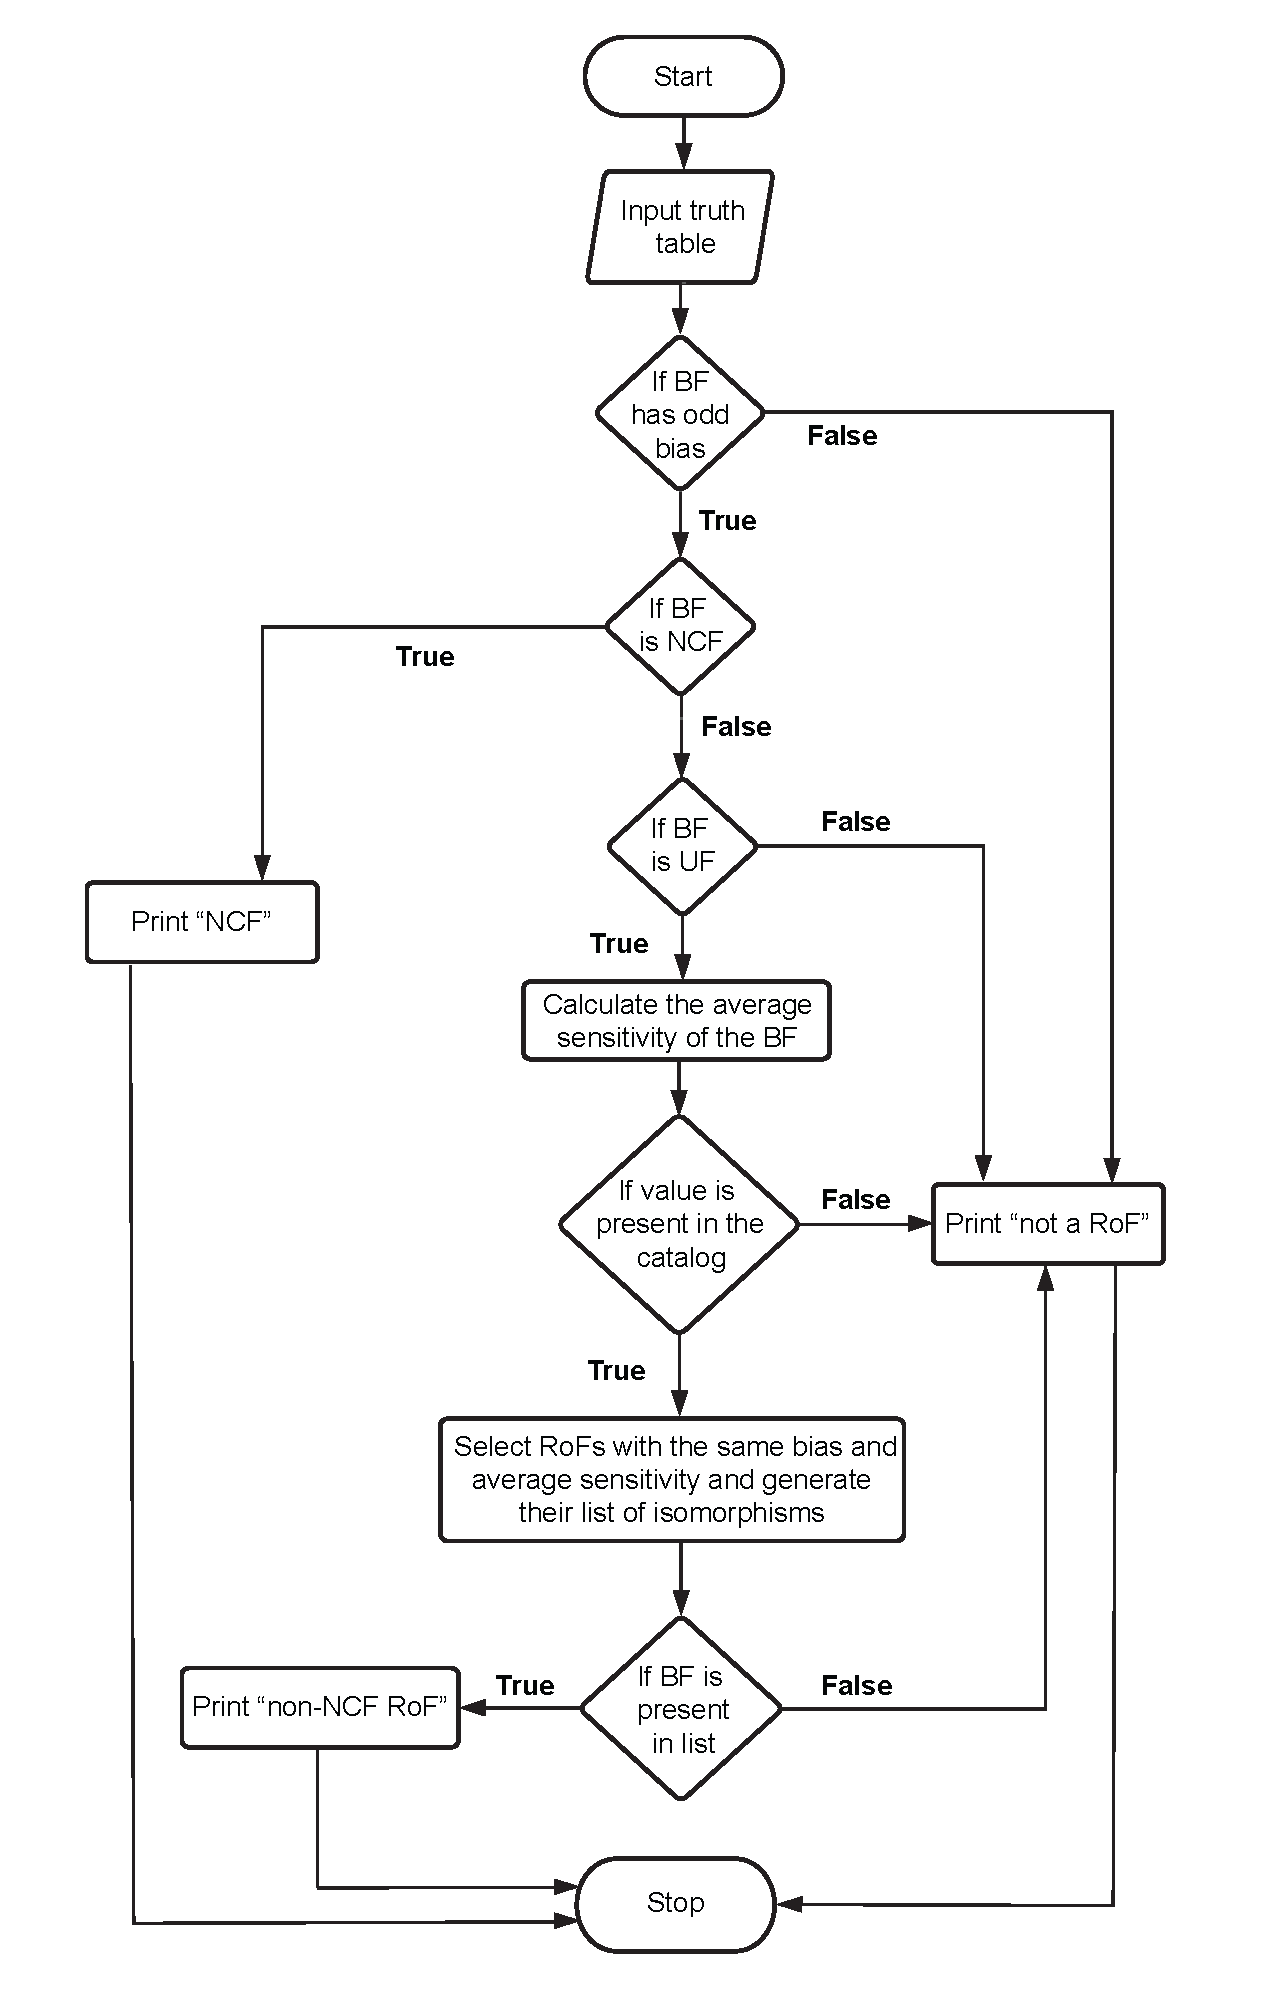 Start
Input truth
table
If BF
has odd
bias
False
True
If BF
is NCF
True
False
If BF
is UF
False
Print “NCF”
True
Calculate the average
sensitivity of the BF
If value is
present in the
catalog
False
Print “not a RoF”
True
Select RoFs with the same bias and
average sensitivity and generate
their list of isomorphisms
If BF is
present
in list
True
False
Print “non-NCF RoF”
Stop